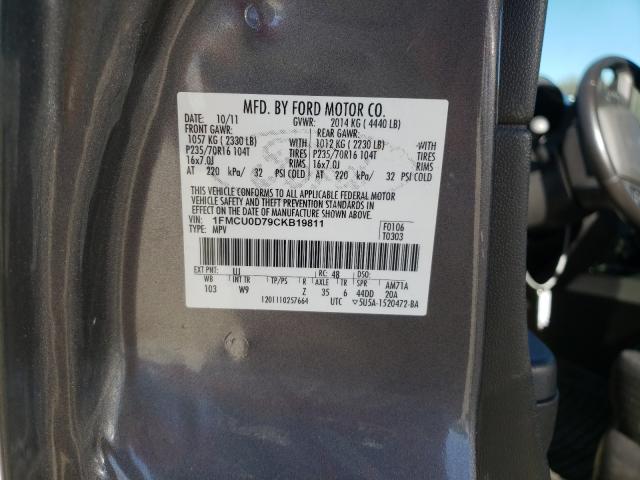 MFD. BY FORD MOTOR CO.
DATE: 10/11 GVWR: 2014 KG ( 4440 LB)
FRONT GAWR: REAR GAWR:
1057 KG ( 2330 LB) WITH 1012 KG ( 2230 LB) WITH
P235/70R16 104T TIRES P235/70R16 104T TIRES
16x7.0J RIMS 16x7.0J RIMS
AT 220 kPa/ 32 PSI COLD AT 220 kPa/ 32 PSI COLD
THIS VEHICLE CONFORMS TO ALL APPLICABLE FEDERAL MOTOR
VEHICLE SAFETY AND THEFT PREVENTION STANDARDS IN
EFFECT ON THE DATE OF MANUFACTURE SHOWN ABOVE.
VIN: 1FMCU0D79CKB19811 F0106
TYPE: MPV T0303
EXT PNT: UJ RC: 48 DSO:
WB INT TR TP/PS R AXLE TR SPR AM71A
103 W9 Z 35 6 44DD 20A
1201110257664 UTC ▽5U5A-1520472-BA